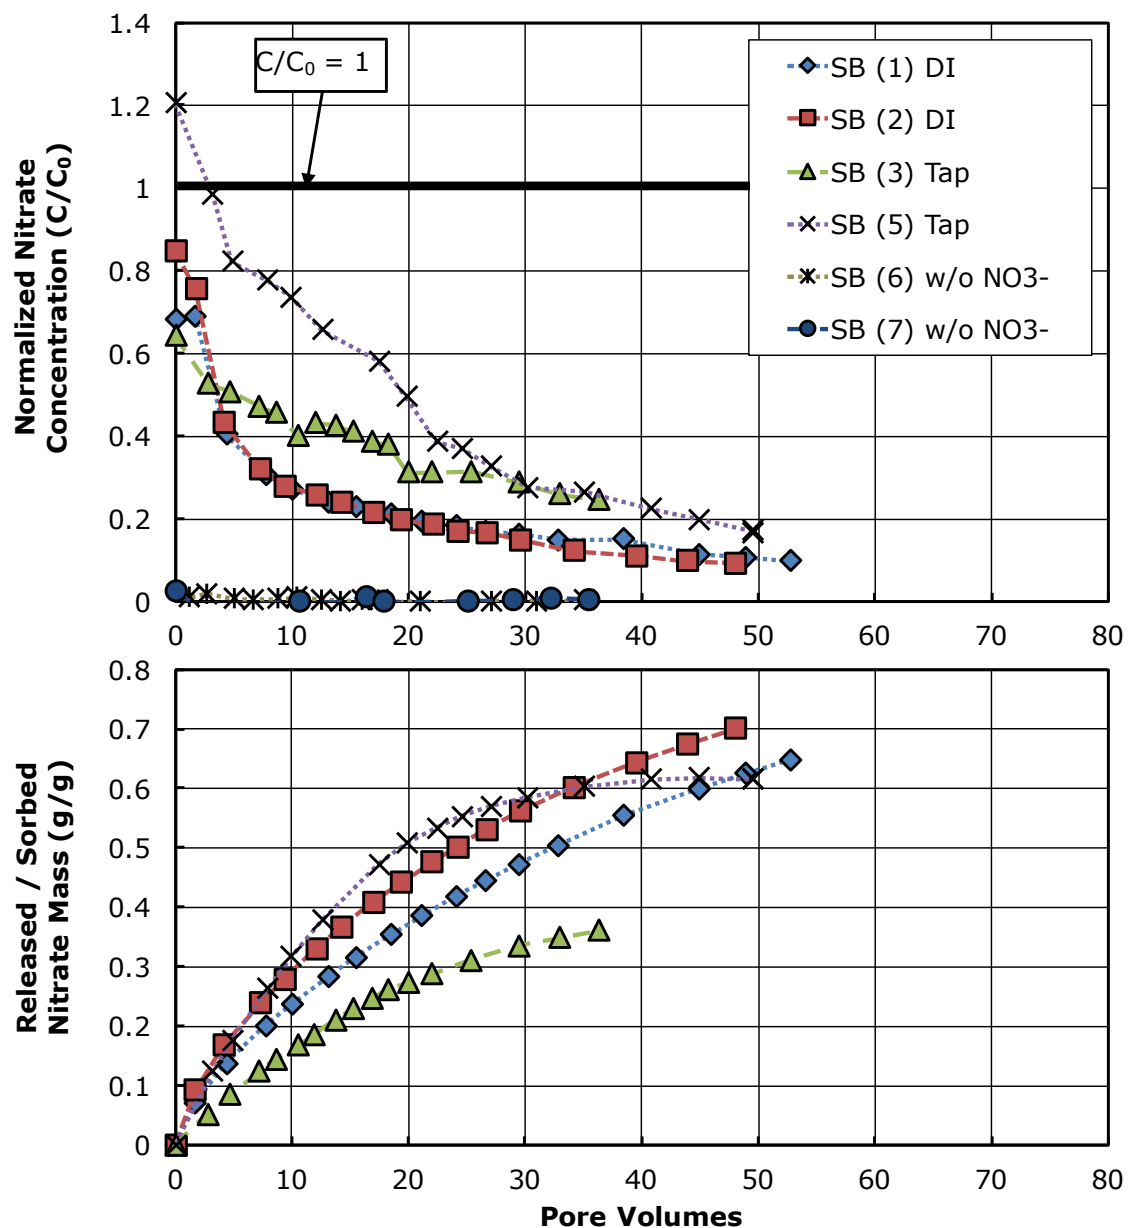 1.4
1.2
1
0.8
0.6
0.4
0.2
0
Normalized Nitrate
Concentration (C/C₀)
C/C₀ = 1
SB (1) DI
SB (2) DI
SB (3) Tap
SB (5) Tap
SB (6) w/o NO3-
SB (7) w/o NO3-
0 10 20 30 40 50 60 70 80
0.8
0.7
0.6
0.5
0.4
0.3
0.2
0.1
0
Released / Sorbed
Nitrate Mass (g/g)
0 10 20 30 40 50 60 70 80
Pore Volumes